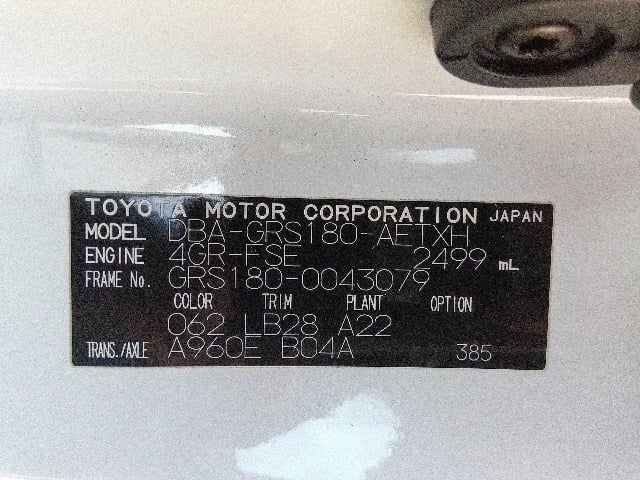 TOYOTA MOTOR CORPORATION JAPAN
MODEL DBA-GRS180-AETXH
ENGINE 4GR-FSE 2499 mL
FRAME No. GRS180-0043079
COLOR TRIM PLANT OPTION
062 LB28 A22
TRANS./AXLE A960E B04A 385